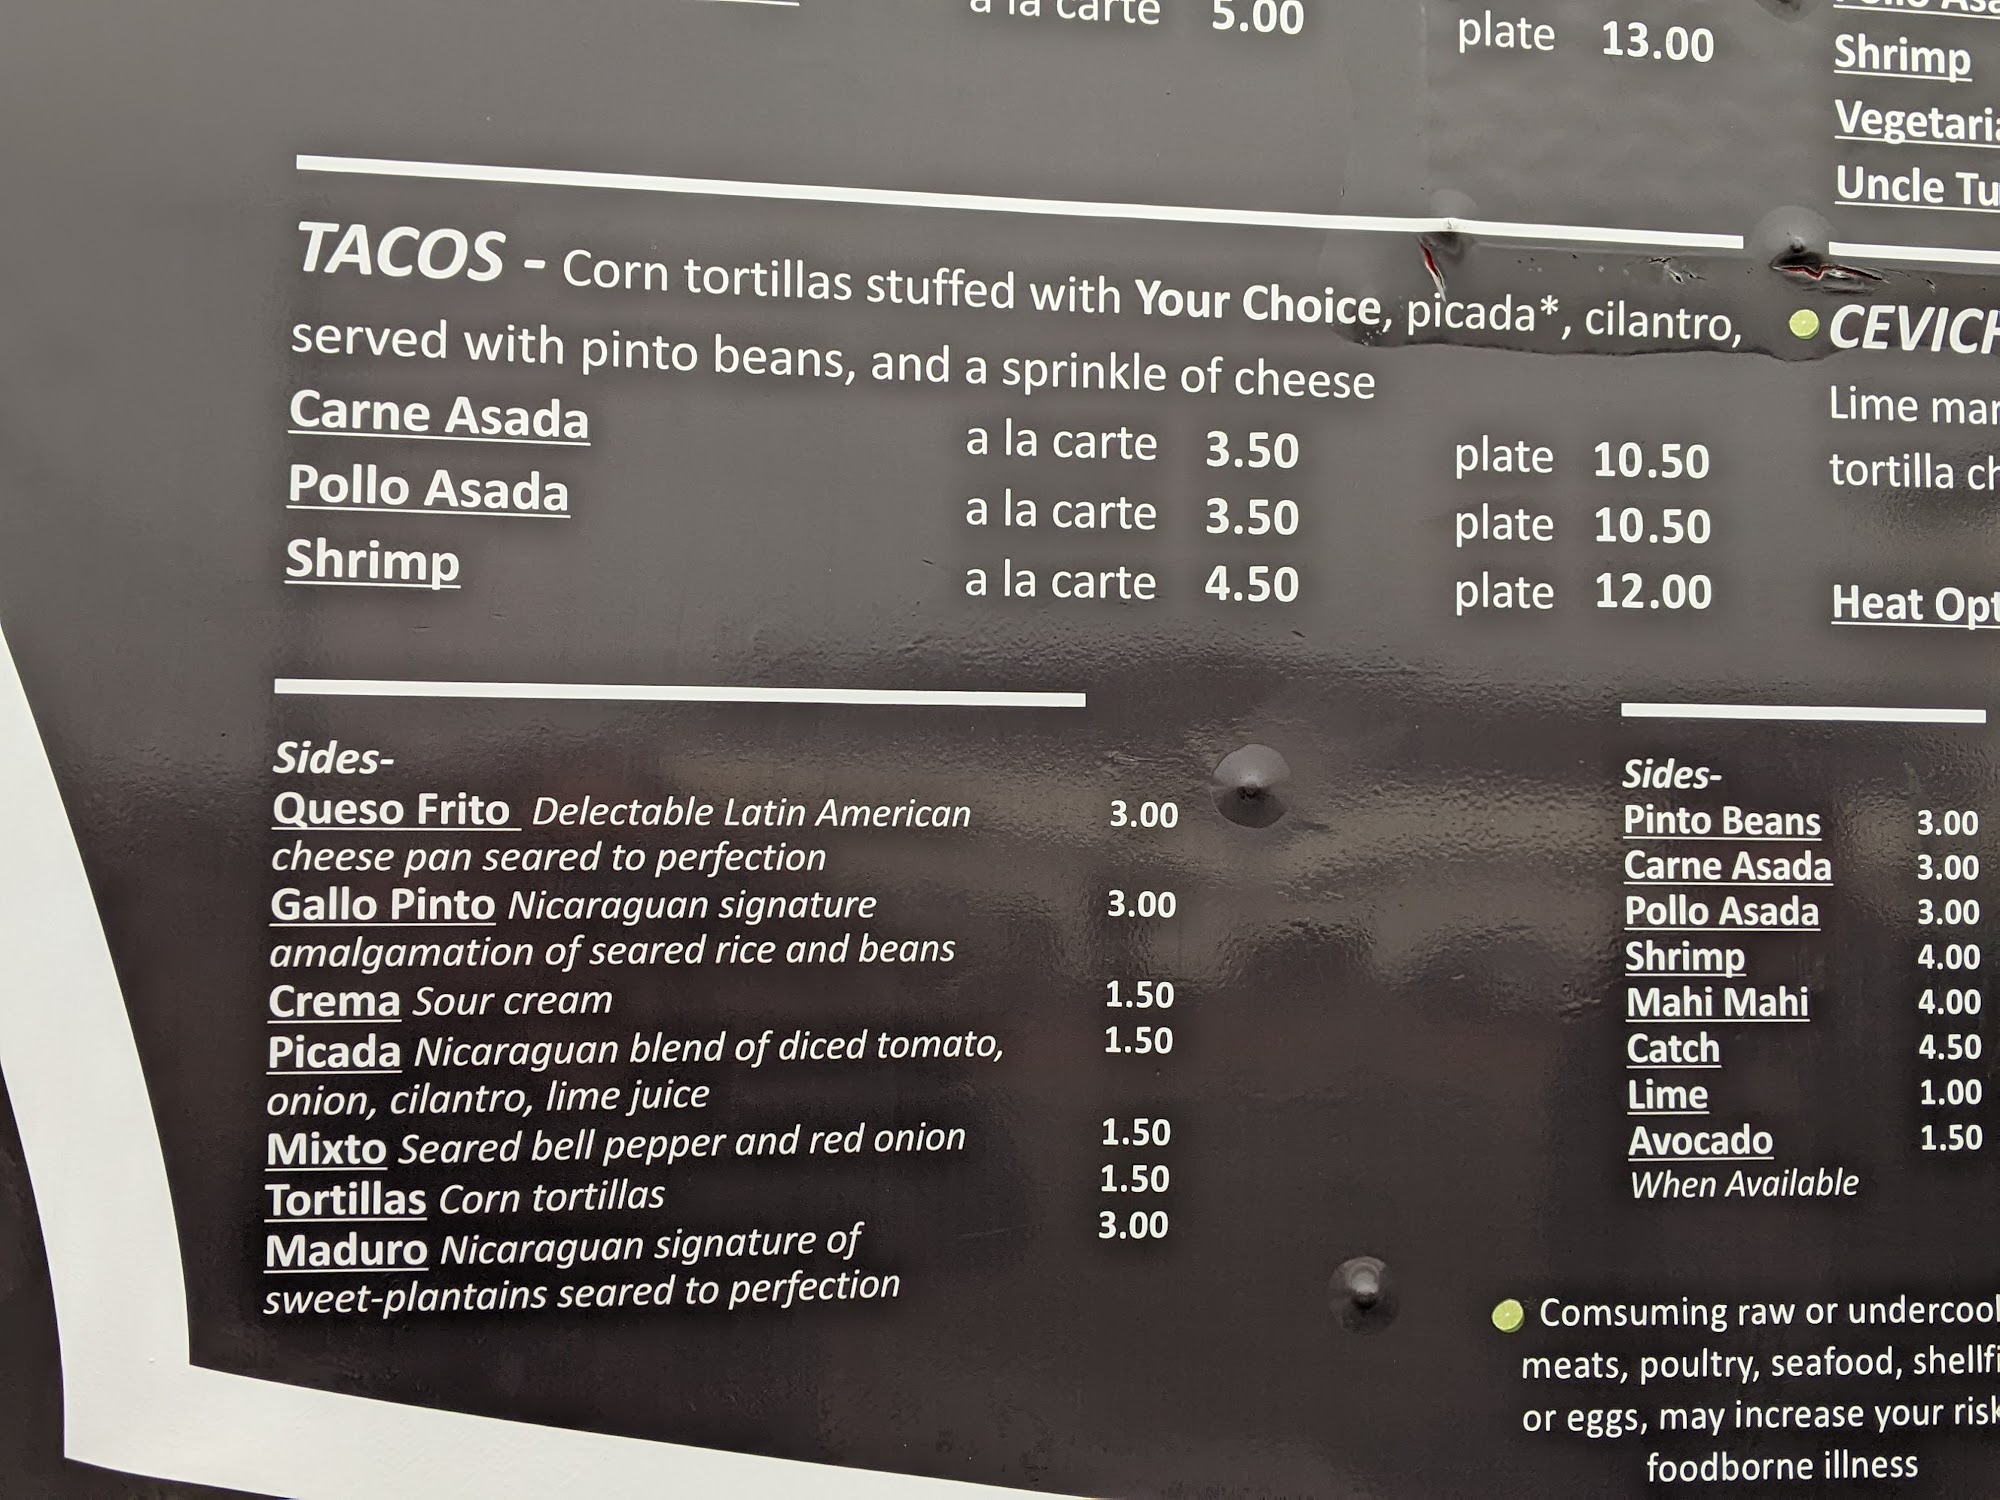 a la carte 5.00 plate 13.00
Shrimp
Uncle
TACOS - Corn tortillas stuffed with Your Choice, picada*, cilantro,
served with pinto beans, and a sprinkle of cheese
Carne Asada a la carte 3.50 plate 10.50
Pollo Asada a la carte 3.50 plate 10.50
Shrimp a la carte 4.50 plate 12.00
Lime
tortilla
Heat
Sides-
Queso Frito Delectable Latin American 3.00
cheese pan seared to perfection
Gallo Pinto Nicaraguan signature 3.00
amalgamation of seared rice and beans
Crema Sour cream 1.50
Picada Nicaraguan blend of diced tomato, 1.50
onion, cilantro, lime juice
Mixto Seared bell pepper and red onion 1.50
Tortillas Corn tortillas 1.50
Maduro Nicaraguan signature of 3.00
sweet-plantains seared to perfection
Sides-
Pinto Beans 3.00
Carne Asada 3.00
Pollo Asada 3.00
Shrimp 4.00
Mahi Mahi 4.00
Catch 4.50
Lime 1.00
Avocado 1.50
When Available
Comsuming raw or
meats, poultry, seafood,
or eggs, may increase your risk
foodborne illness